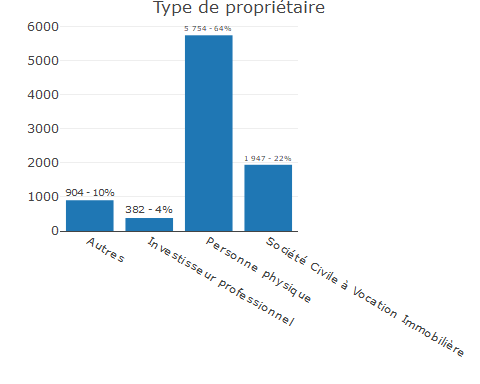 Type de propriétaire
6000
5000
4000
3000
2000
1000
0
904 - 10%
382 - 4%
5 754 - 64%
1 947 - 22%
Autres
Investisseur professionnel
Personne physique
Société Civile à Vocation Immobilière